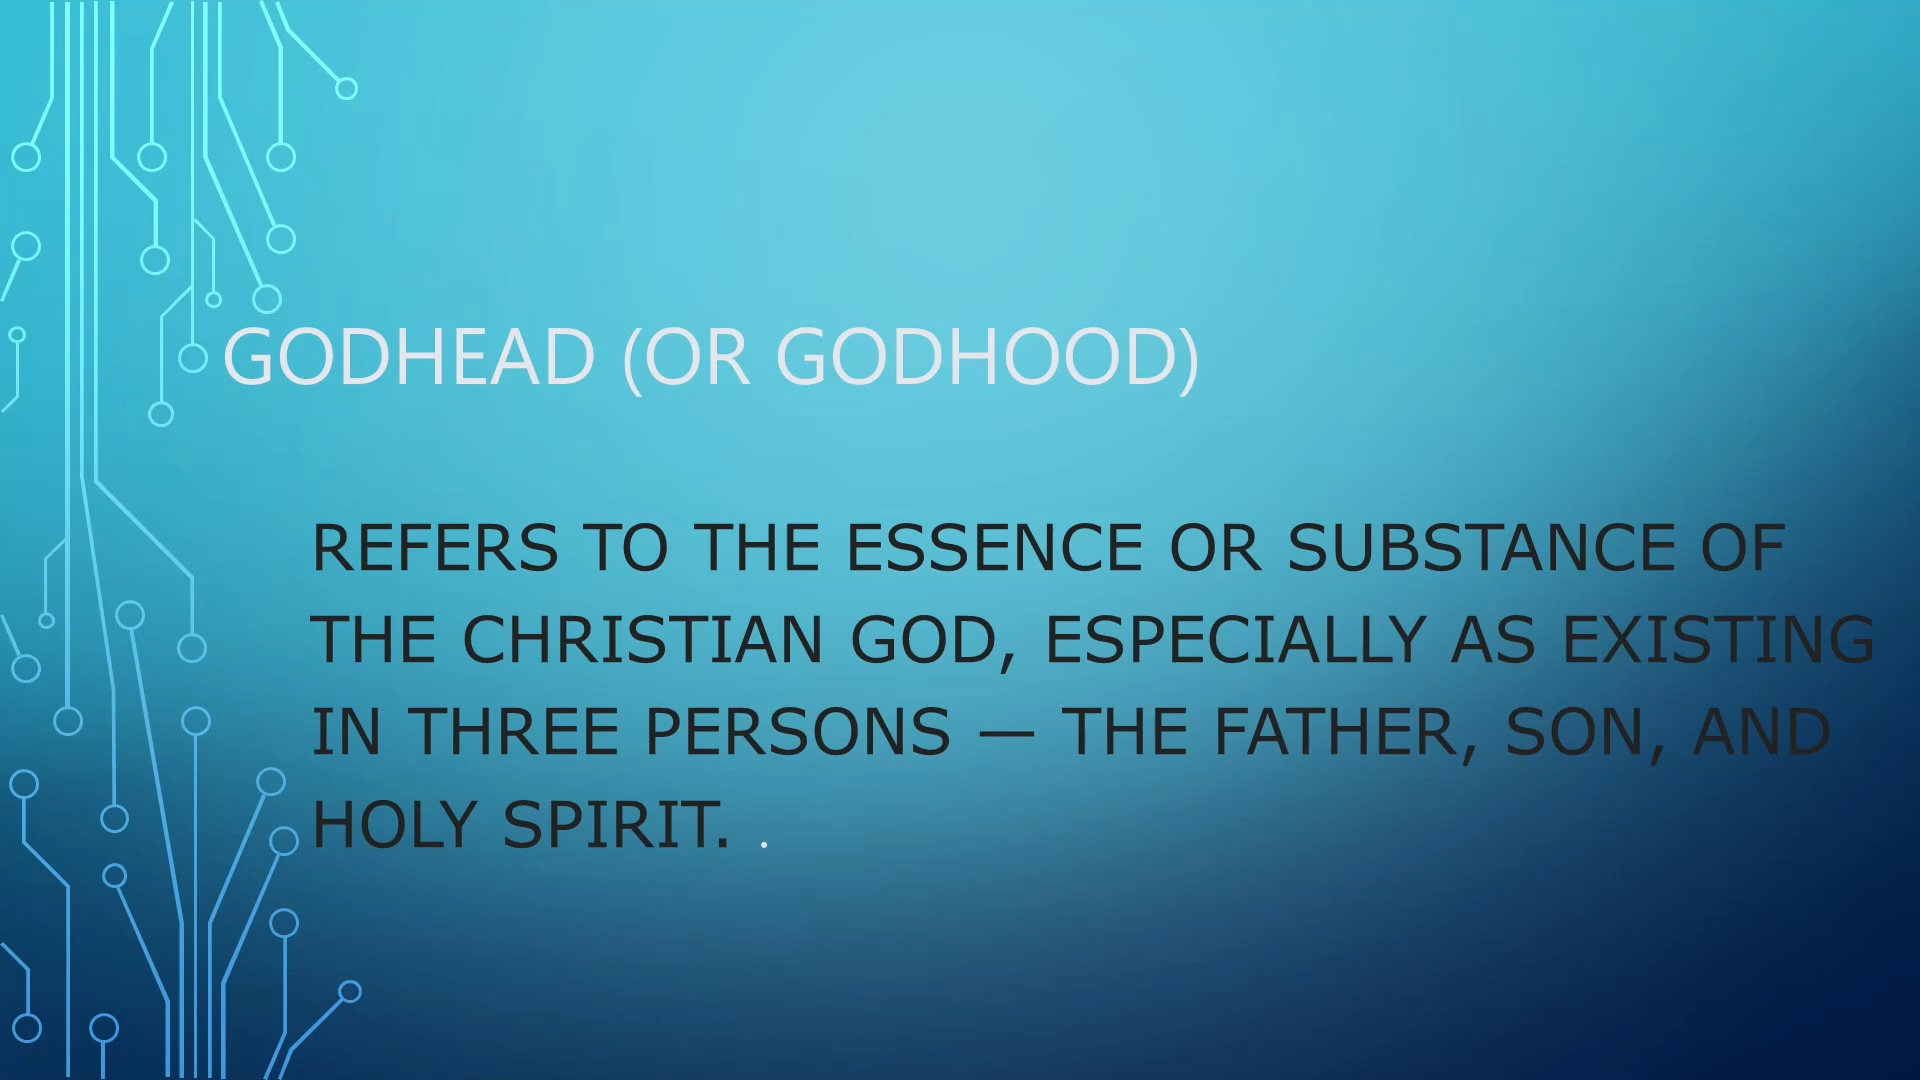 GODHEAD (OR GODHOOD)
REFERS TO THE ESSENCE OR SUBSTANCE OF
THE CHRISTIAN GOD, ESPECIALLY AS EXISTING
IN THREE PERSONS — THE FATHER, SON, AND
HOLY SPIRIT. .